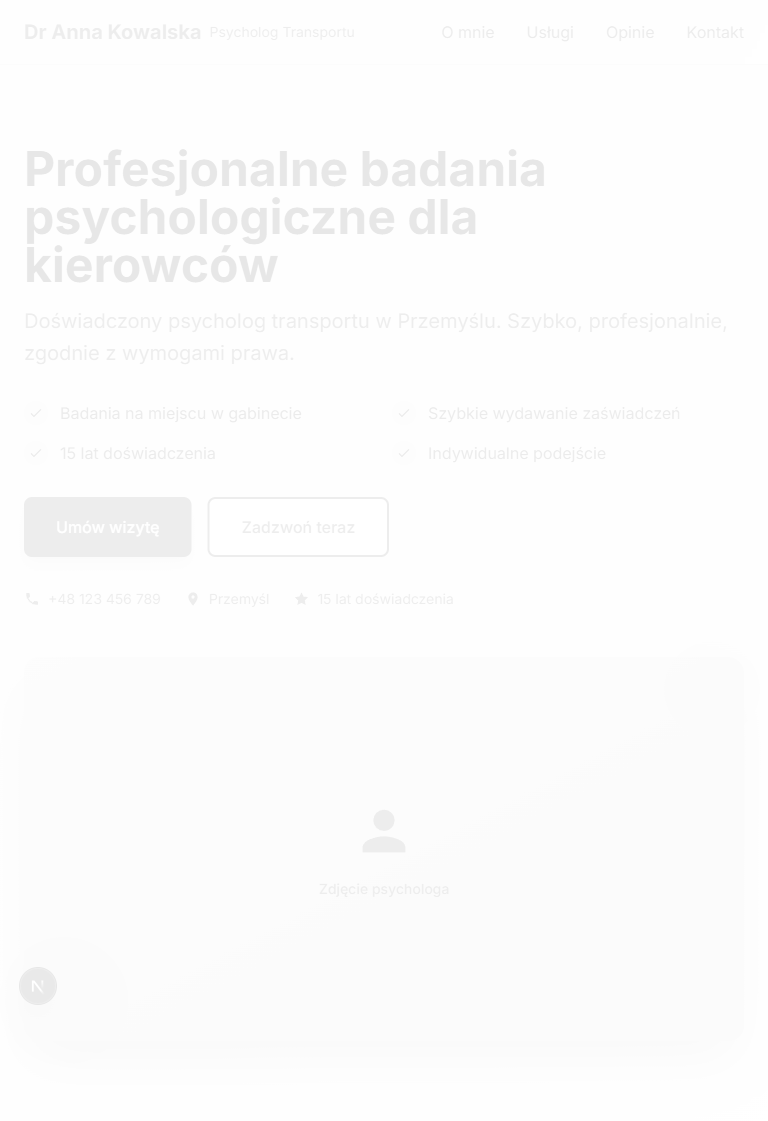 Dr Anna Kowalska Psycholog Transportu O mnie Usługi Opinie Kontakt
Profesjonalne badania
psychologiczne dla
kierowców
Doświadczony psycholog transportu w Przemyślu. Szybko, profesjonalnie,
zgodnie z wymogami prawa.
Badania na miejscu w gabinecie Szybkie wydawanie zaświadczeń
15 lat doświadczenia Indywidualne podejście
Umów wizytę Zadzwoń teraz
+48 123 456 789 Przemyśl 15 lat doświadczenia
Zdjęcie psychologa
N